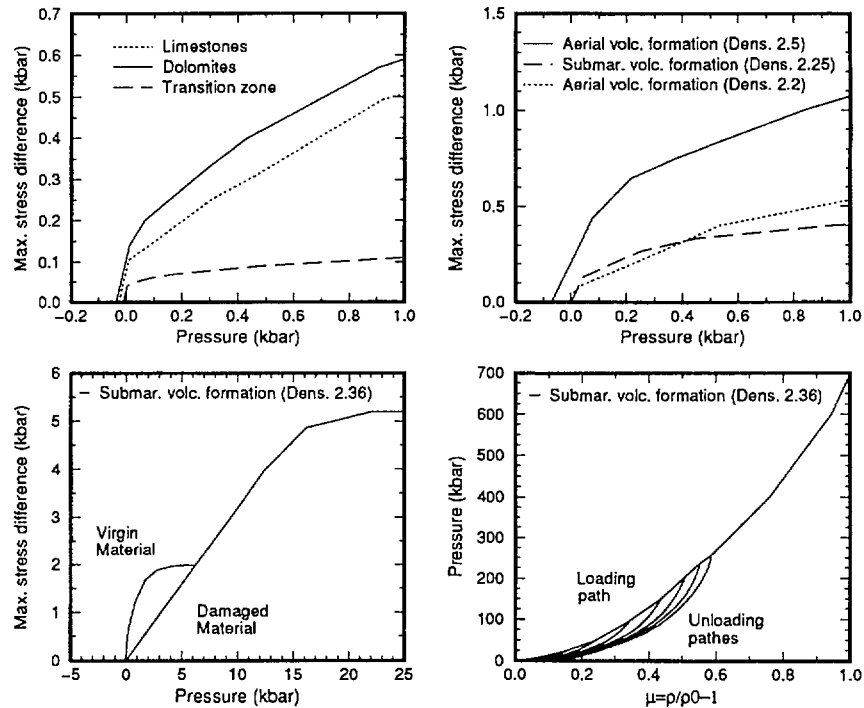 Max. stress difference (kbar)
0.6
0.5
0.4
0.3
0.2
0.1
0.0
Limestones
Dolomites
Transition zone
−0.2 0.0 0.2 0.4 0.6 0.8 1.0
Pressure (kbar)
Max. stress difference (kbar)
1.5
1.0
0.5
0.0
Aerial volc. formation (Dens. 2.5)
Submar. volc. formation (Dens. 2.25)
Aerial volc. formation (Dens. 2.2)
−0.2 0.0 0.2 0.4 0.6 0.8 1.0
Pressure (kbar)
Max. stress difference (kbar)
6
5
4
3
2
1
0
Submar. volc. formation (Dens. 2.36)
Virgin
Material
Damaged
Material
−5 0 5 10 15 20 25
Pressure (kbar)
Pressure (kbar)
700
600
500
400
300
200
100
0
Submar. volc. formation (Dens. 2.36)
Loading
path
Unloading
pathes
0.0 0.2 0.4 0.6 0.8 1.0
μ=ρ/ρ0−1